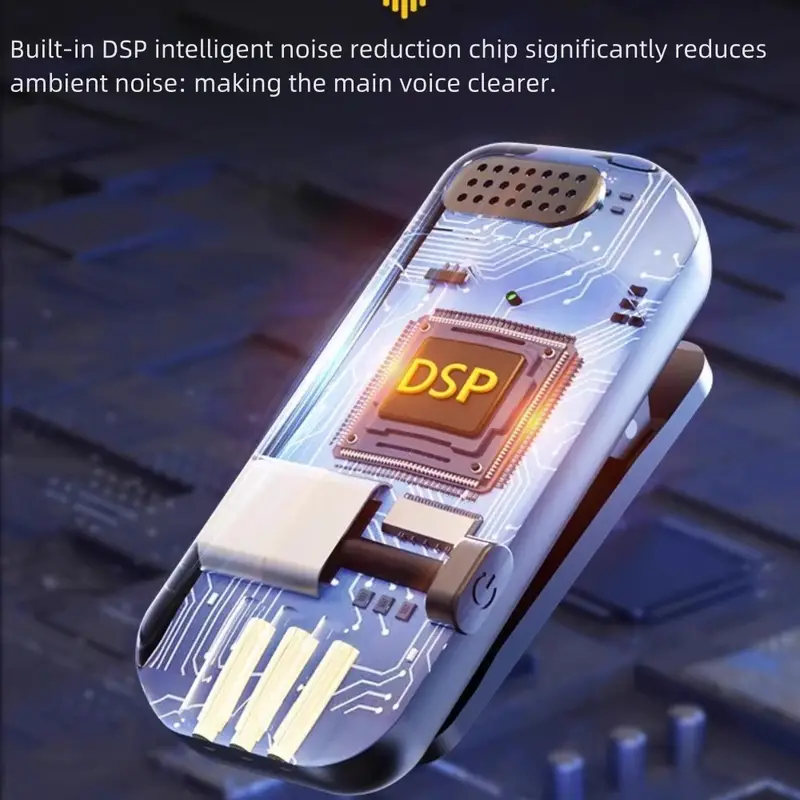 Built-in DSP intelligent noise reduction chip significantly reduces
ambient noise: making the main voice clearer.
DSP